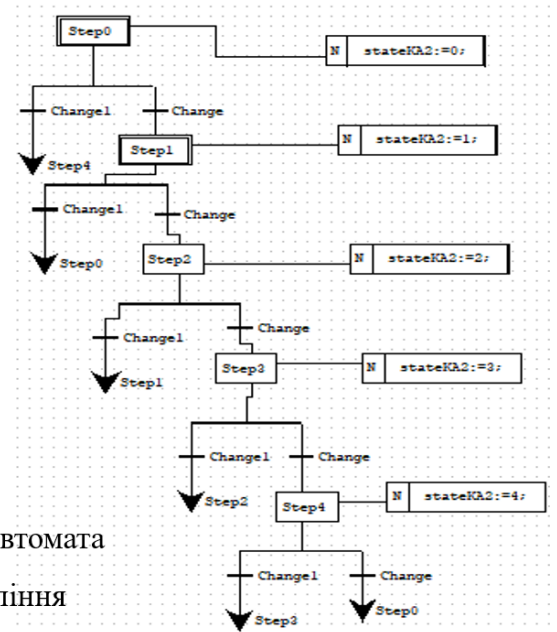 Step0
N stateKA2:=0;
Change1 Change
Step1
N stateKA2:=1;
Step4
Change1 Change
Step0
Step2
N stateKA2:=2;
Change1 Change
Step1
Step3
N stateKA2:=3;
Change1 Change
Step2
Step4
N stateKA2:=4;
втомата
Change1 Change
ління
Step3
Step0